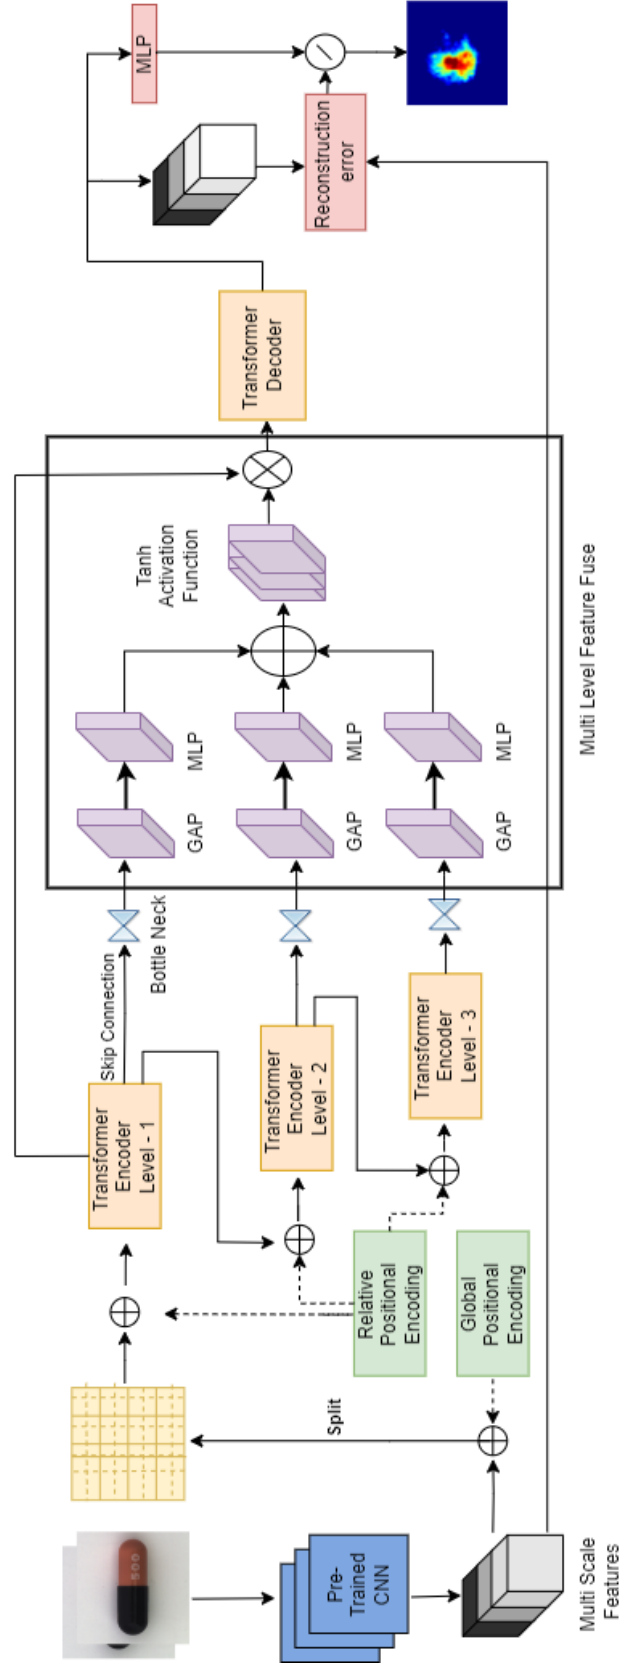 500
Pre-
Trained
CNN
Multi Scale
Features
Split
Global
Positional
Encoding
Relative
Positional
Encoding
Transformer
Encoder
Level - 1
Transformer
Encoder
Level - 2
Transformer
Encoder
Level - 3
Skip Connection
Bottle Neck
GAP
MLP
GAP
MLP
GAP
MLP
Tanh
Activation
Function
Multi Level Feature Fuse
Transformer
Decoder
MLP
Reconstruction
error